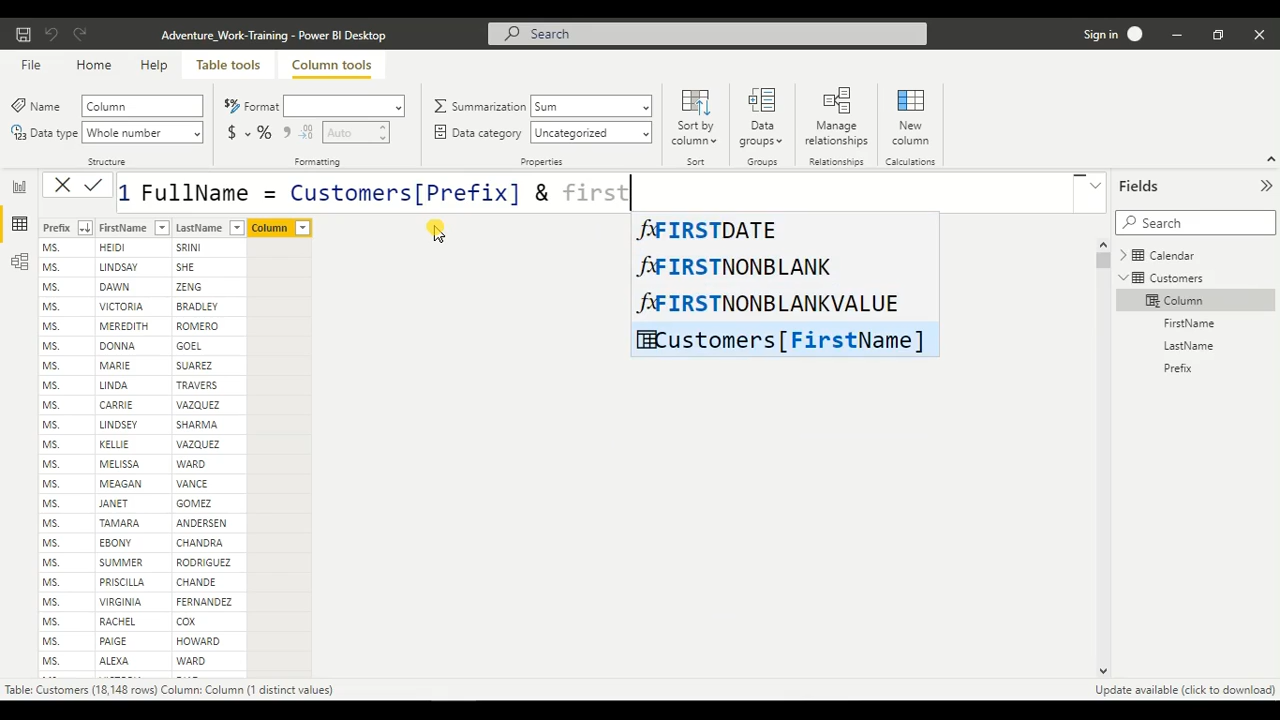 Adventure_Work-Training - Power BI Desktop
Search
Sign in
File Home Help Table tools Column tools
Name Column
Data type Whole number
Structure
Format
$ % Auto
Formatting
Summarization Sum
Data category Uncategorized
Properties
Sort by column
Sort
Data groups
Groups
Manage relationships
Relationships
New column
Calculations
1 FullName = Customers[Prefix] & first
FIRSTDATE
FIRSTNONBLANK
FIRSTNONBLANKVALUE
Customers[FirstName]
Prefix FirstName LastName Column
MS. HEIDI SRINI
MS. LINDSAY SHE
MS. DAWN ZENG
MS. VICTORIA BRADLEY
MS. MEREDITH ROMERO
MS. DONNA GOEL
MS. MARIE SUAREZ
MS. LINDA TRAVERS
MS. CARRIE VAZQUEZ
MS. LINDSEY SHARMA
MS. KELLIE VAZQUEZ
MS. MELISSA WARD
MS. MEAGAN VANCE
MS. JANET GOMEZ
MS. TAMARA ANDERSEN
MS. EBONY CHANDRA
MS. SUMMER RODRIGUEZ
MS. PRISCILLA CHANDE
MS. VIRGINIA FERNANDEZ
MS. RACHEL COX
MS. PAIGE HOWARD
MS. ALEXA WARD
Fields
Search
Calendar
Customers
Column
FirstName
LastName
Prefix
Table: Customers (18,148 rows) Column: Column (1 distinct values)
Update available (click to download)